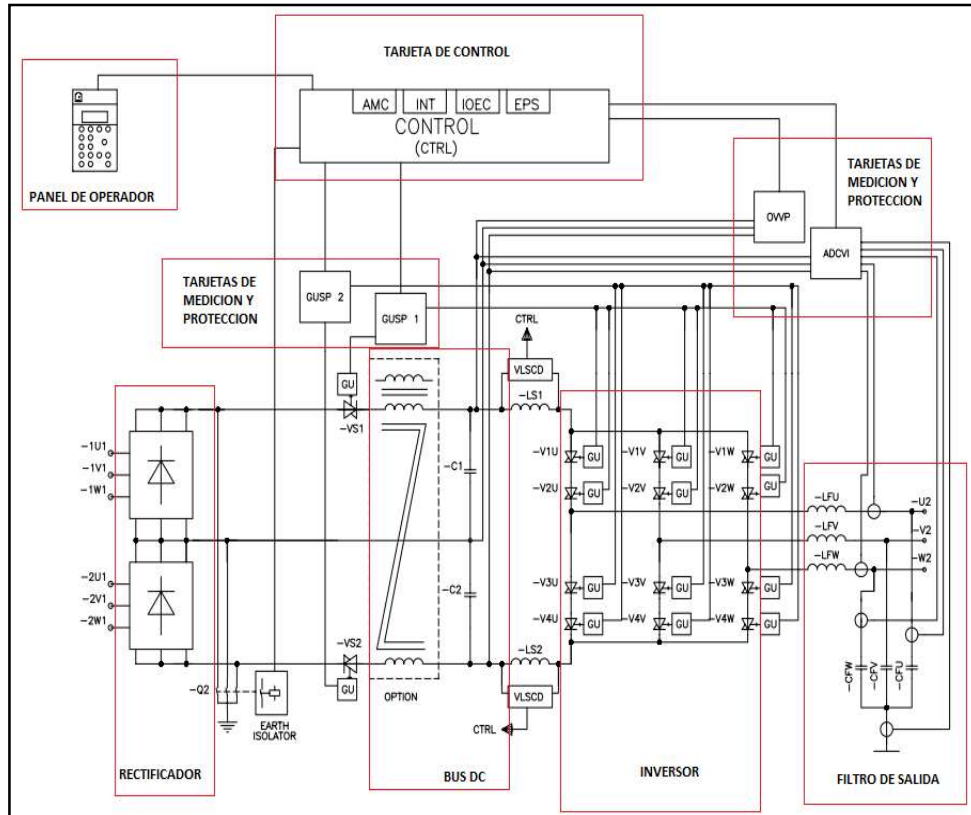 TARJETA DE CONTROL
AMC INT IOEC EPS
CONTROL
(CTRL)
PANEL DE OPERADOR
TARJETAS DE
MEDICION Y
PROTECCION
OVVP
ADCVI
TARJETAS DE
MEDICION Y
PROTECCION
GUSP 2
GUSP 1
CTRL
VLSCD
GU
-LS1
-VS1
-1U1
-1V1
-1W1
-C1
-V1U GU -V1V GU -V1W GU
-V2U GU -V2V GU -V2W GU
-LFU -U2
-LFV -V2
-LFW -W2
-2U1
-2V1
-2W1
-C2
-V3U GU -V3V GU -V3W GU
-V4U GU -V4V GU -V4W GU
-VS2
-LS2
GU
-Q2
EARTH
ISOLATOR
OPTION
VLSCD
CTRL
-CFW
-CFV
-CFU
RECTIFICADOR
BUS DC
INVERSOR
FILTRO DE SALIDA